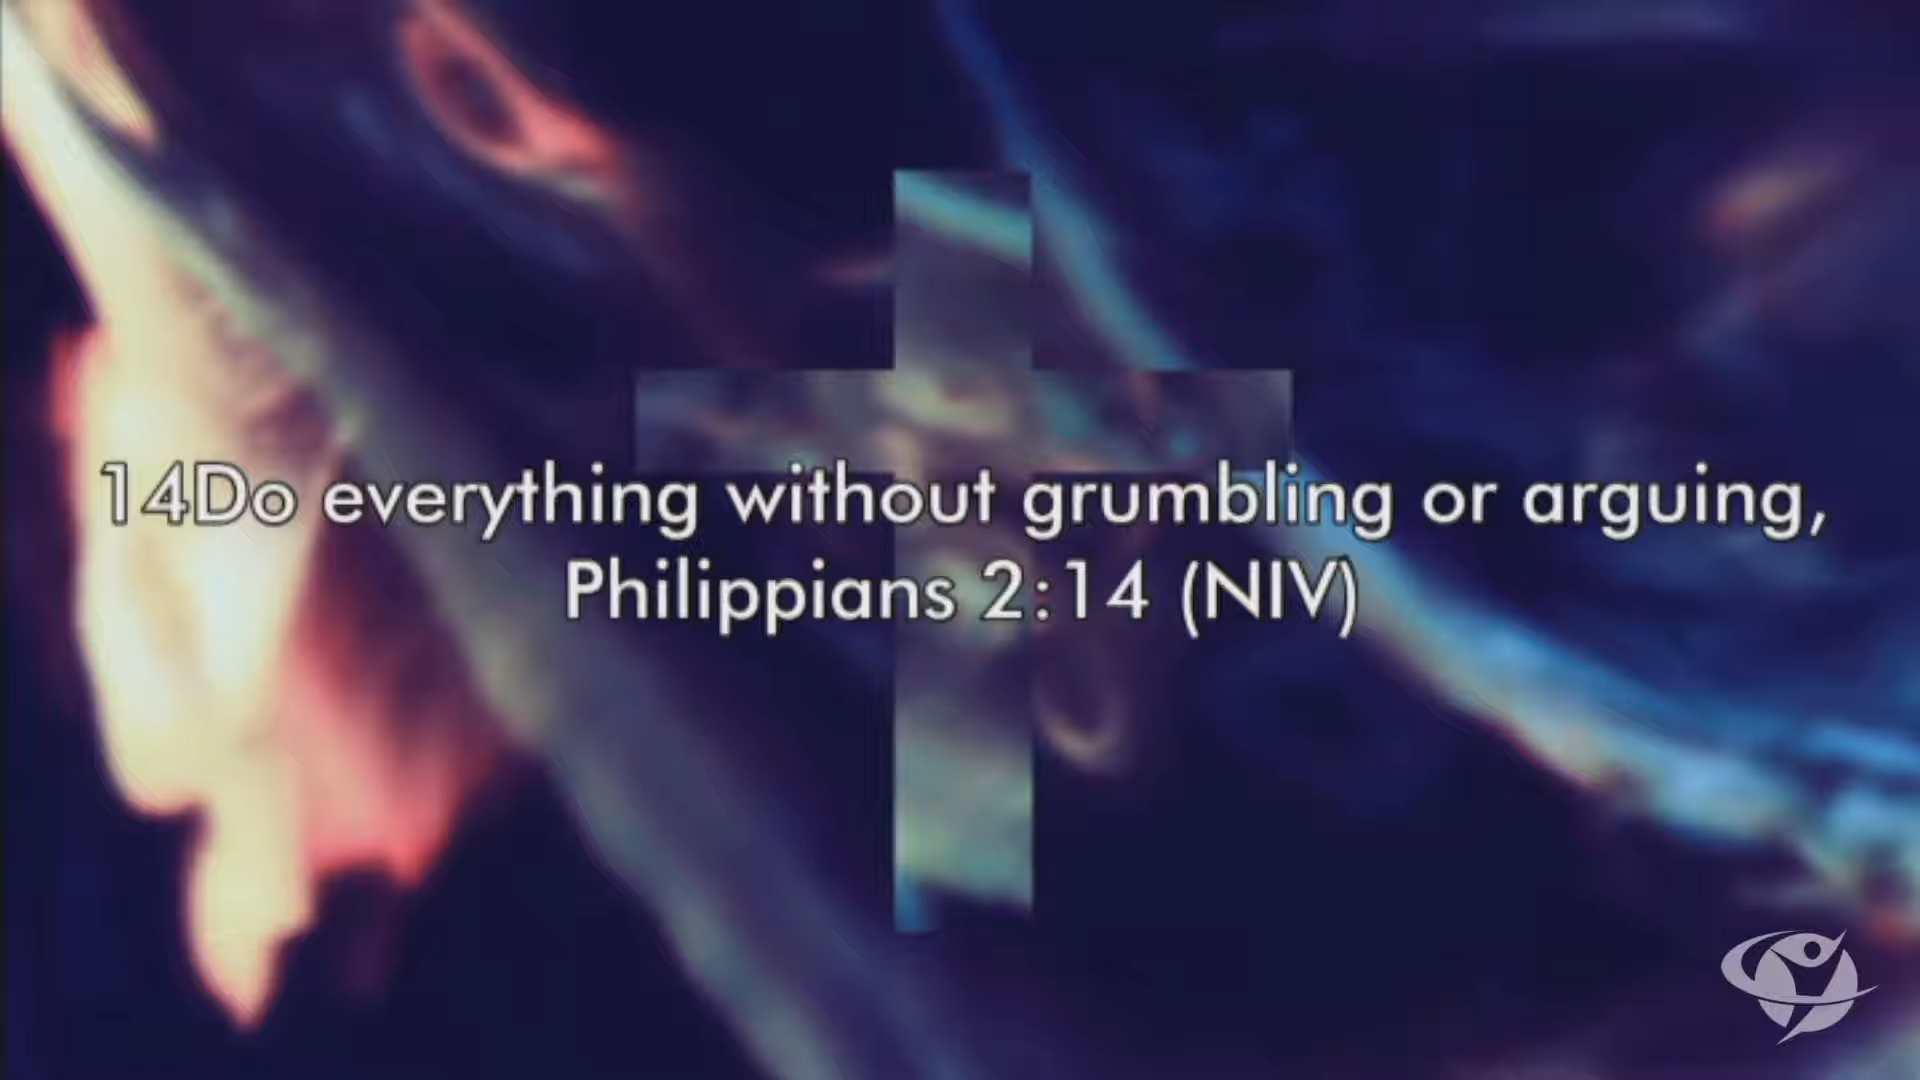 14Do everything without grumbling or arguing,
Philippians 2:14 (NIV)